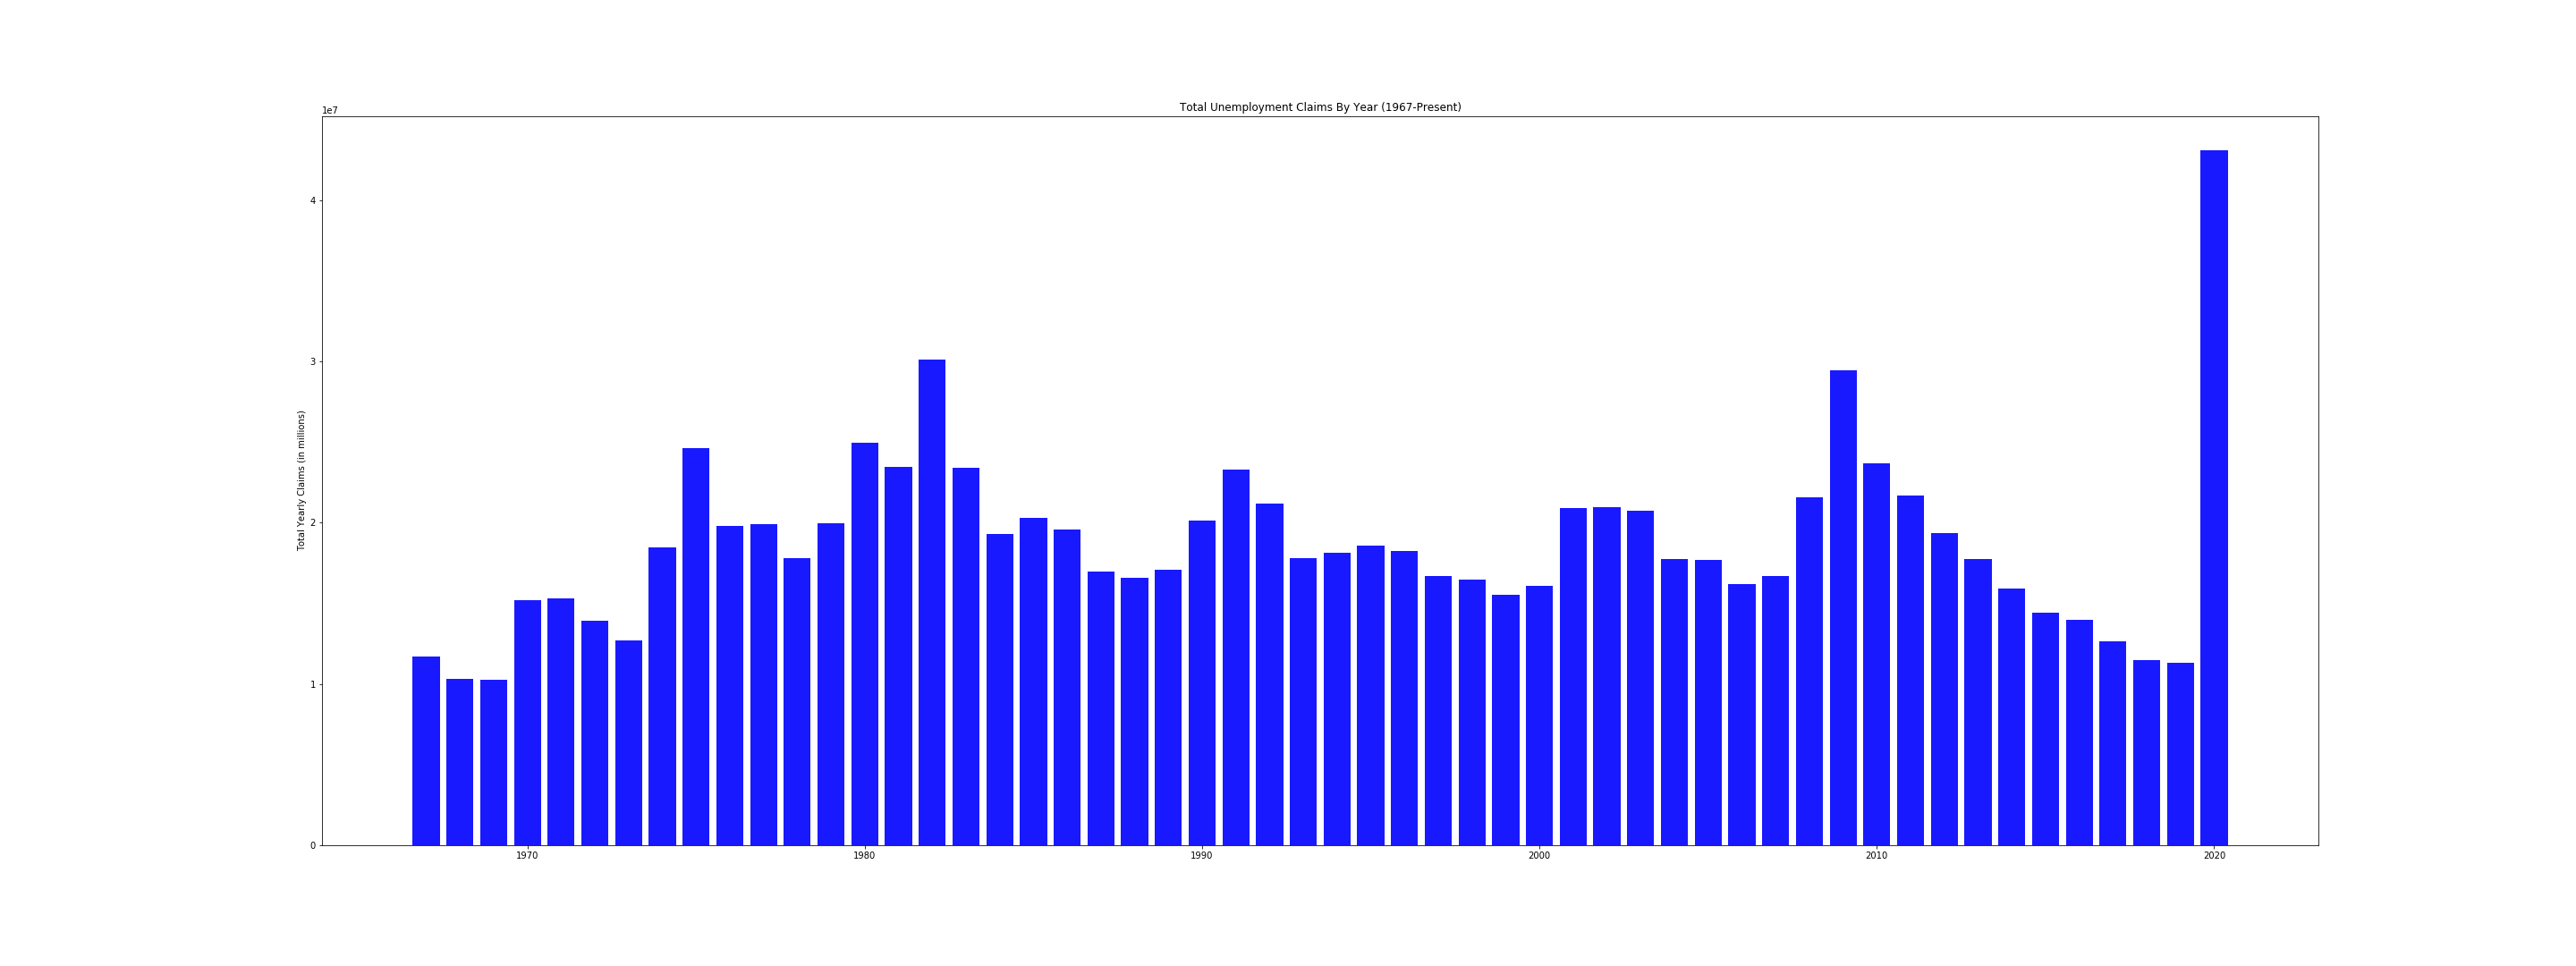 Total Unemployment Claims By Year (1967-Present)
1e7
4
3
2
1
0
Total Yearly Claims (in millions)
1970 1980 1990 2000 2010 2020